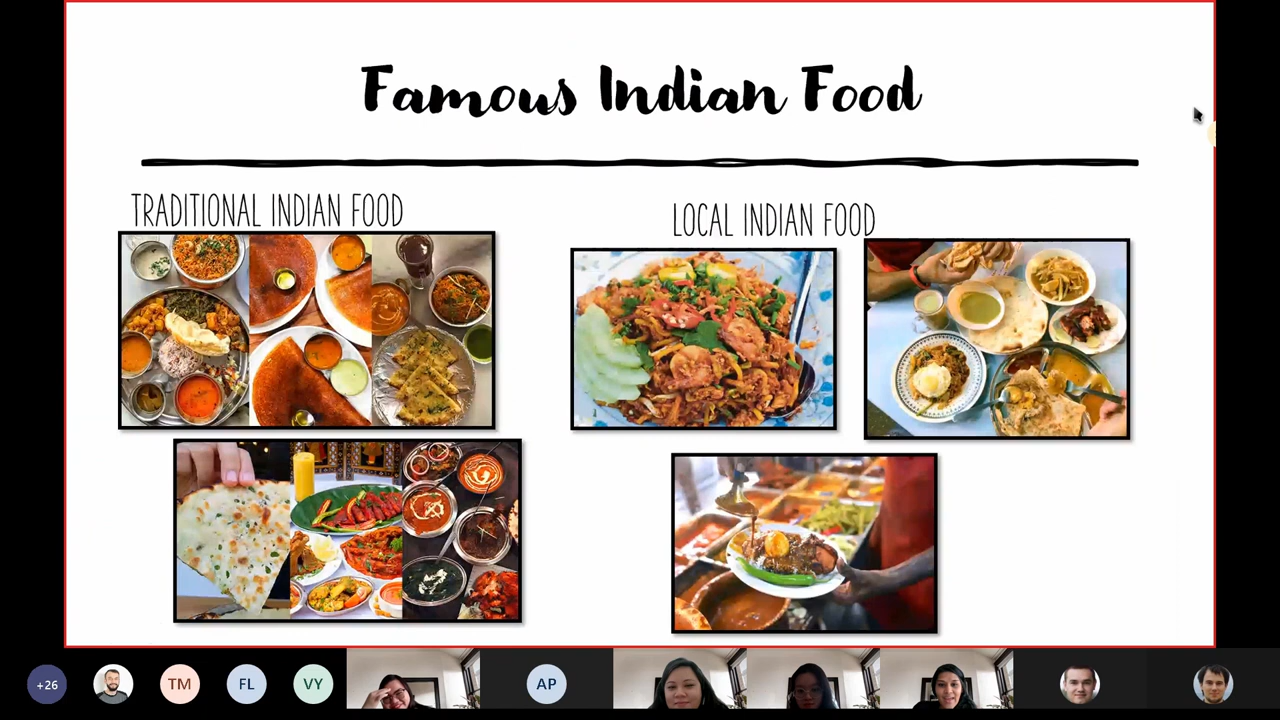 Famous Indian Food
TRADITIONAL INDIAN FOOD
LOCAL INDIAN FOOD
+26
TM
FL
VY
AP